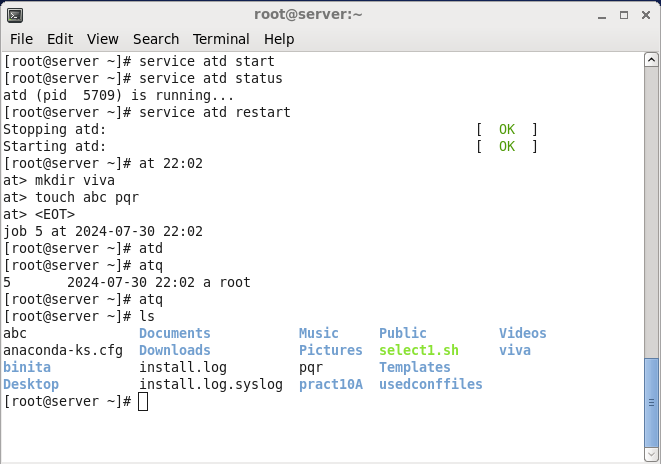 root@server:~
File Edit View Search Terminal Help
[root@server ~]# service atd start
[root@server ~]# service atd status
atd (pid  5709) is running...
[root@server ~]# service atd restart
Stopping atd:                                              [  OK  ]
Starting atd:                                              [  OK  ]
[root@server ~]# at 22:02
at> mkdir viva
at> touch abc pqr
at> <EOT>
job 5 at 2024-07-30 22:02
[root@server ~]# atd
[root@server ~]# atq
5       2024-07-30 22:02 a root
[root@server ~]# atq
[root@server ~]# ls
abc              Documents           Music     Public         Videos
anaconda-ks.cfg  Downloads           Pictures  select1.sh     viva
binita           install.log         pqr       Templates
Desktop          install.log.syslog  pract10A  usedconffiles
[root@server ~]#